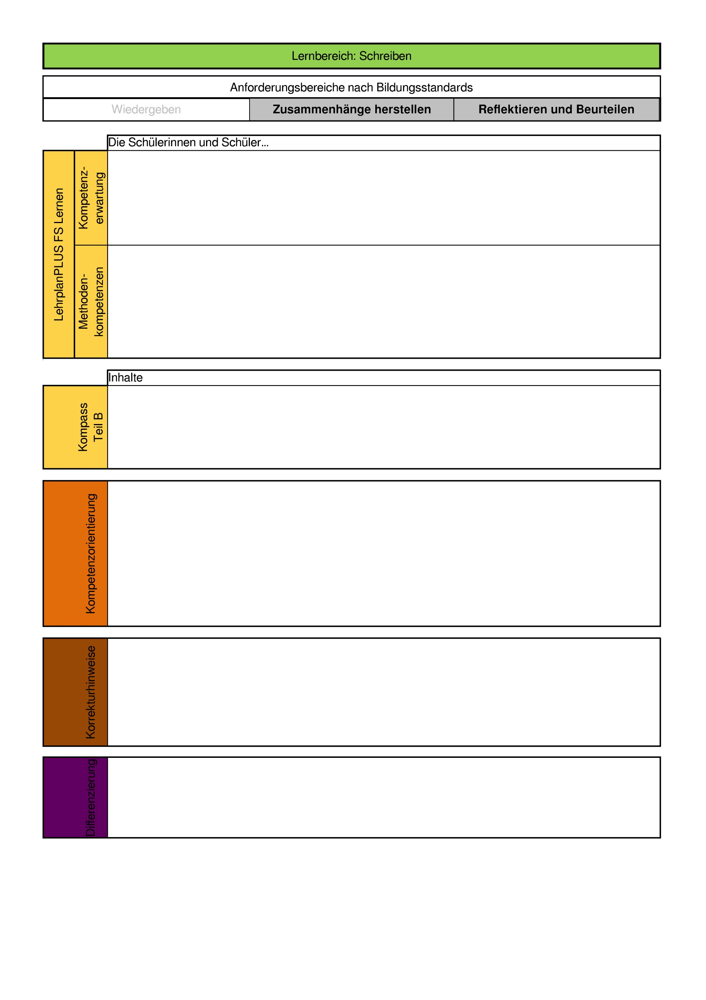 Lernbereich: Schreiben
Anforderungsbereiche nach Bildungsstandards
Wiedergeben
Zusammenhänge herstellen
Reflektieren und Beurteilen
Die Schülerinnen und Schüler...
LehrplanPLUS FS Lernen
Kompetenz-
erwartung
Methoden-
kompetenzen
Inhalte
Kompass
Teil B
Kompetenzorientierung
Korrekturhinweise
Differenzierung